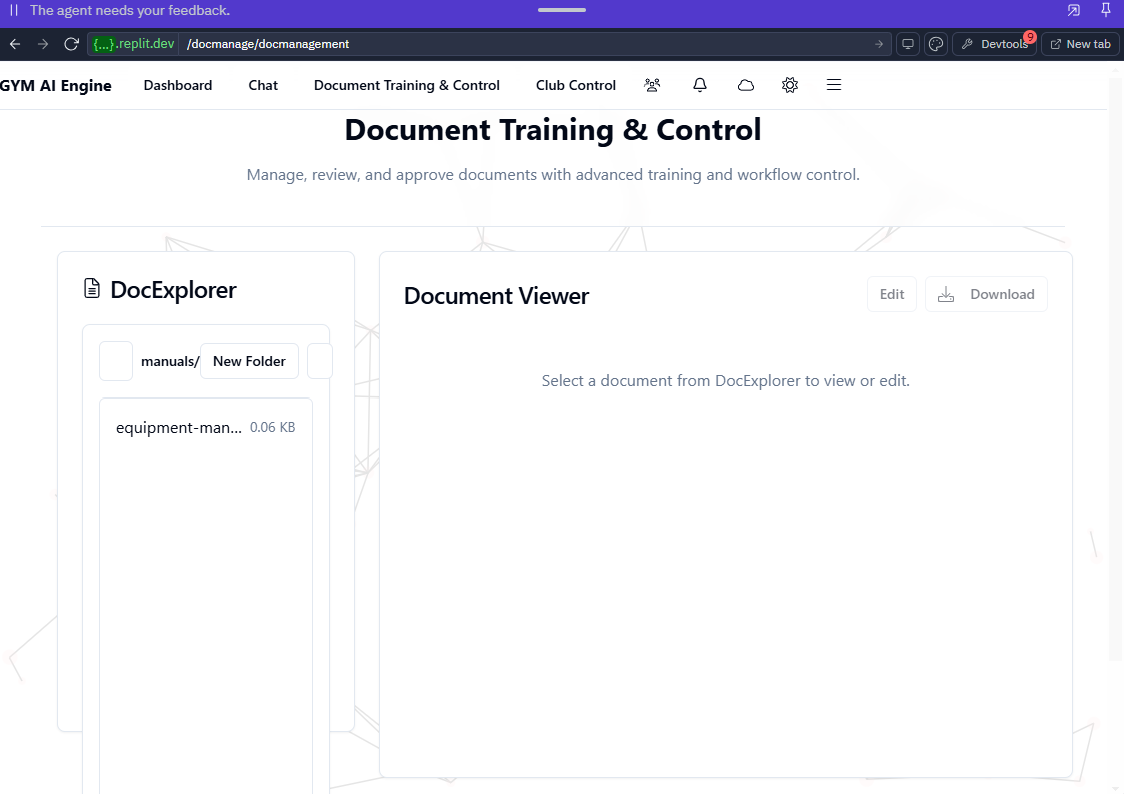 The agent needs your feedback.
{...}.replit.dev /docmanage/docmanagement Devtools 9 New tab
GYM AI Engine Dashboard Chat Document Training & Control Club Control
Document Training & Control
Manage, review, and approve documents with advanced training and workflow control.
DocExplorer
manuals/ New Folder
equipment-man... 0.06 KB
Document Viewer Edit Download
Select a document from DocExplorer to view or edit.